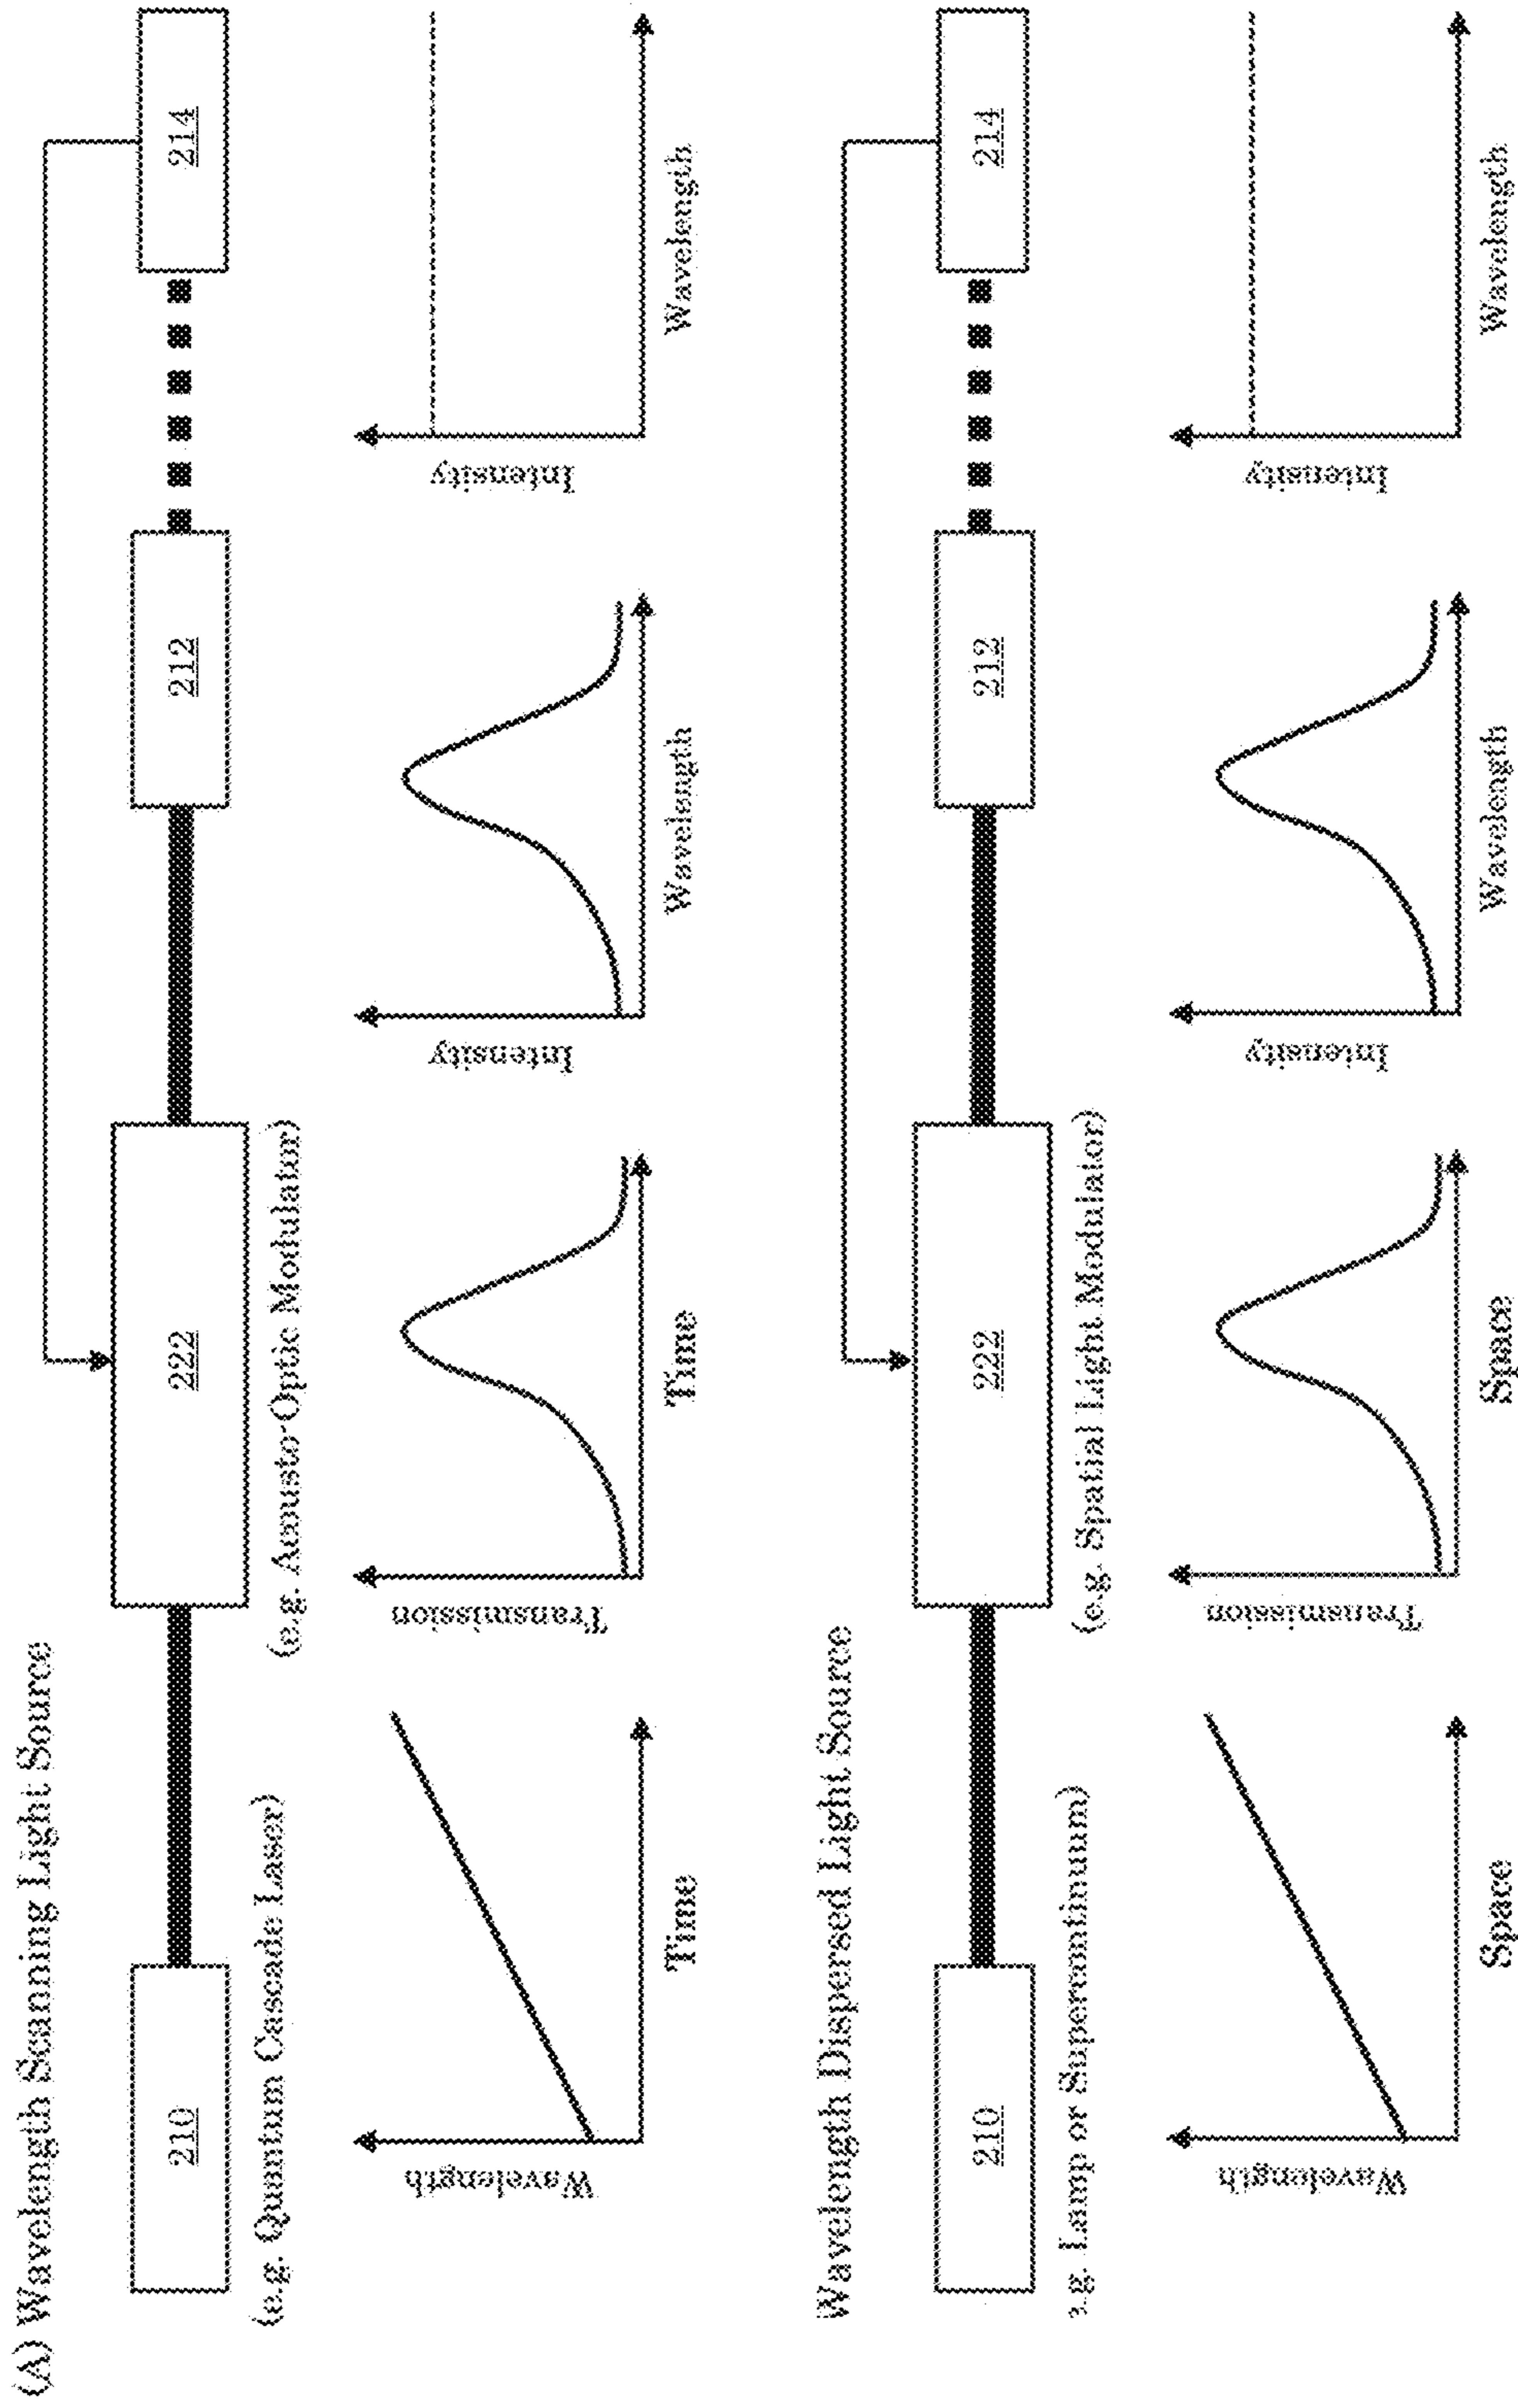 (A) Wavelength Scanning Light Source
210
222
212
214
(e.g. Quantum Cascade Laser)
(e.g. Acousto-Optic Modulator)
Wavelength
Time
Transmission
Time
Intensity
Wavelength
Intensity
Wavelength
Wavelength Dispersed Light Source
210
222
212
214
e.g. Lamp or Supercontinuum)
(e.g. Spatial Light Modulator)
Wavelength
Space
Transmission
Space
Intensity
Wavelength
Intensity
Wavelength